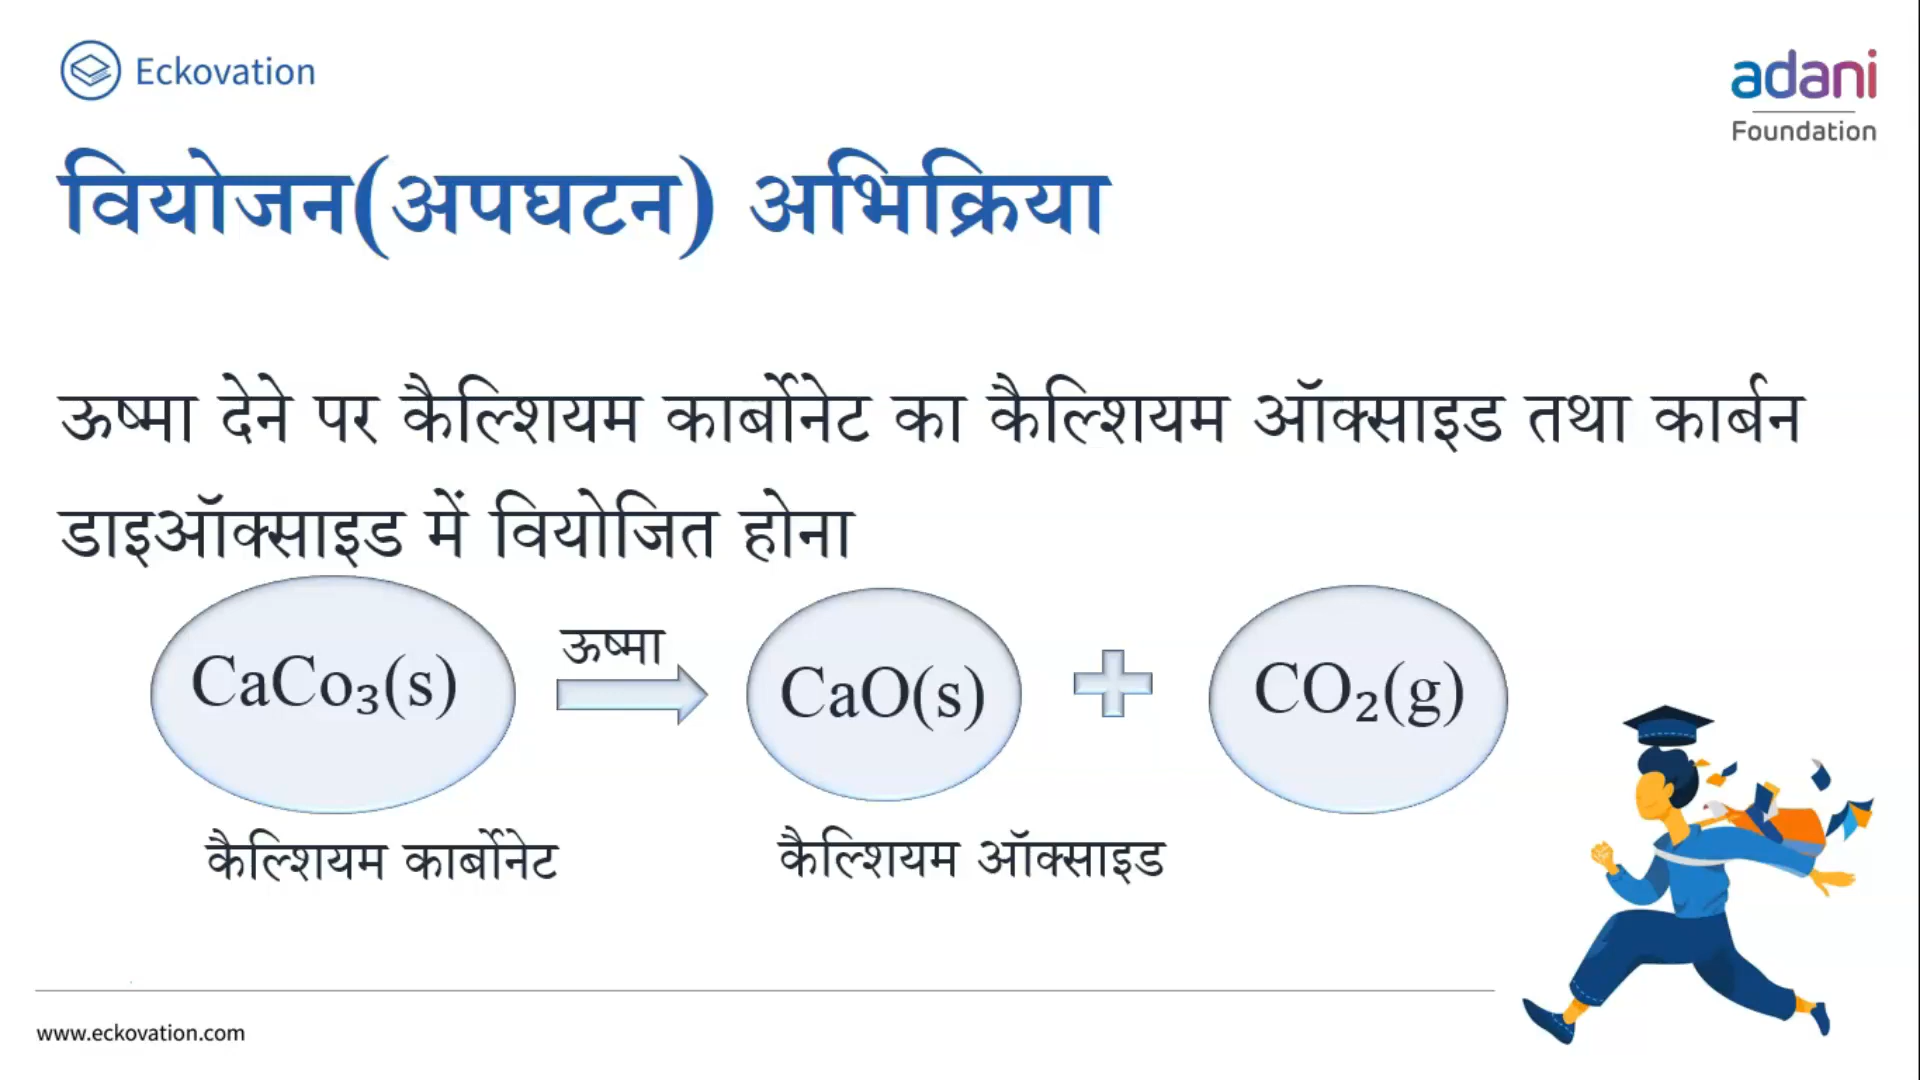 Eckovation
adani
Foundation
वियोजन(अपघटन) अभिक्रिया
ऊष्मा देने पर कैल्शियम कार्बोनेट का कैल्शियम ऑक्साइड तथा कार्बन
डाइऑक्साइड में वियोजित होना
CaCo₃(s) ऊष्मा CaO(s) + CO₂(g)
कैल्शियम कार्बोनेट कैल्शियम ऑक्साइड
www.eckovation.com